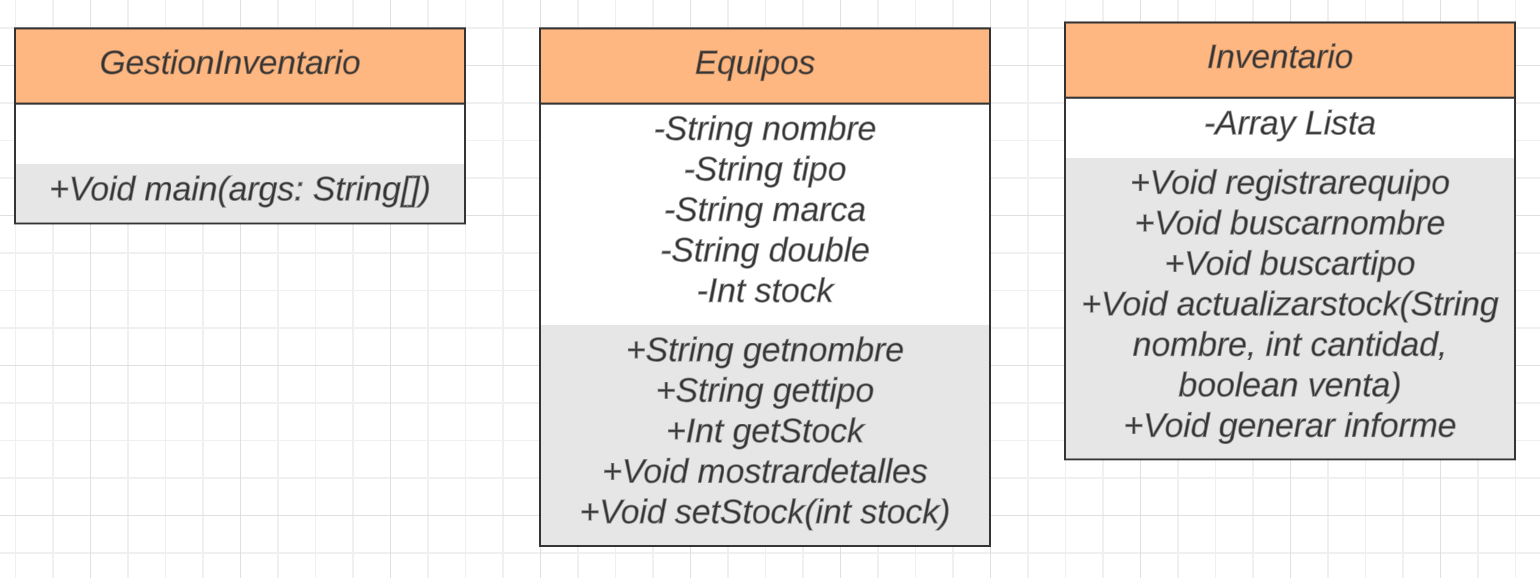 GestionInventario
+Void main(args: String[])
Equipos
-String nombre
-String tipo
-String marca
-String double
-Int stock
+String getnombre
+String gettipo
+Int getStock
+Void mostrardetalles
+Void setStock(int stock)
Inventario
-Array Lista
+Void registrarequipo
+Void buscarnombre
+Void buscartipo
+Void actualizarstock(String
nombre, int cantidad,
boolean venta)
+Void generar informe